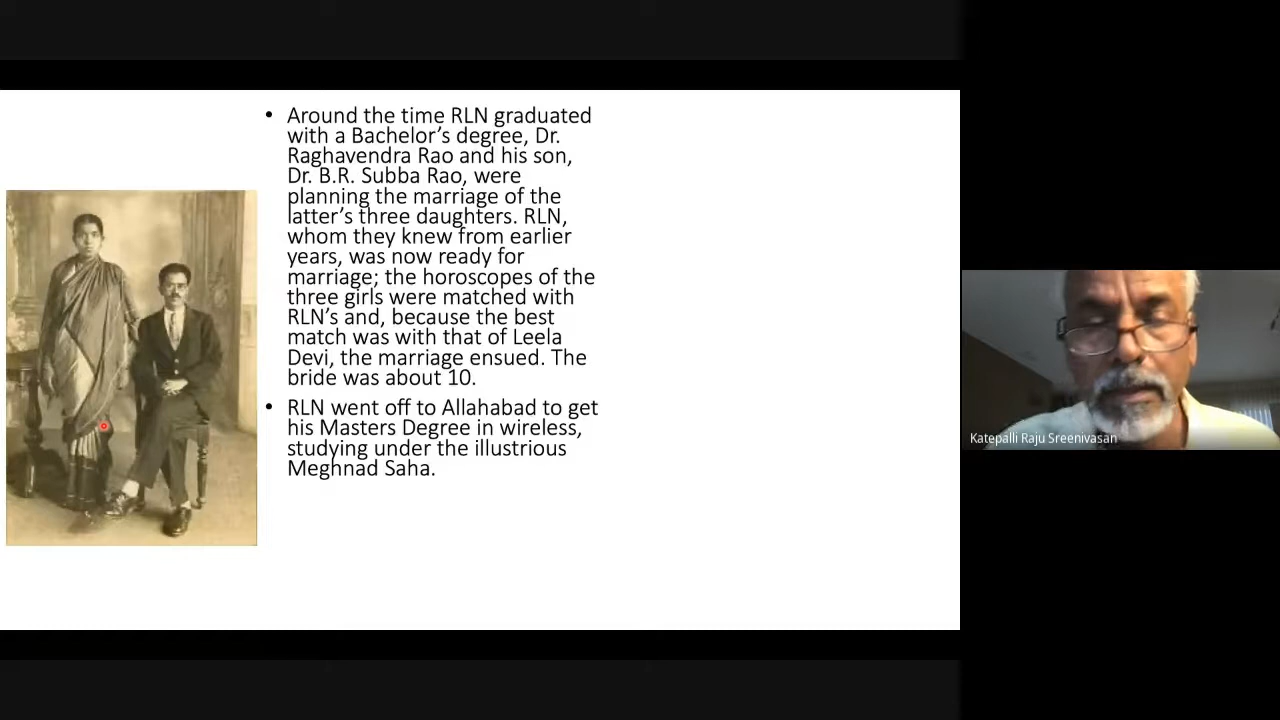 • Around the time RLN graduated
with a Bachelor’s degree, Dr.
Raghavendra Rao and his son,
Dr. B.R. Subba Rao, were
planning the marriage of the
latter’s three daughters. RLN,
whom they knew from earlier
years, was now ready for
marriage; the horoscopes of the
three girls were matched with
RLN’s and, because the best
match was with that of Leela
Devi, the marriage ensued. The
bride was about 10.
• RLN went off to Allahabad to get
his Masters Degree in wireless,
studying under the illustrious
Meghnad Saha.
Katepalli Raju Sreenivasan